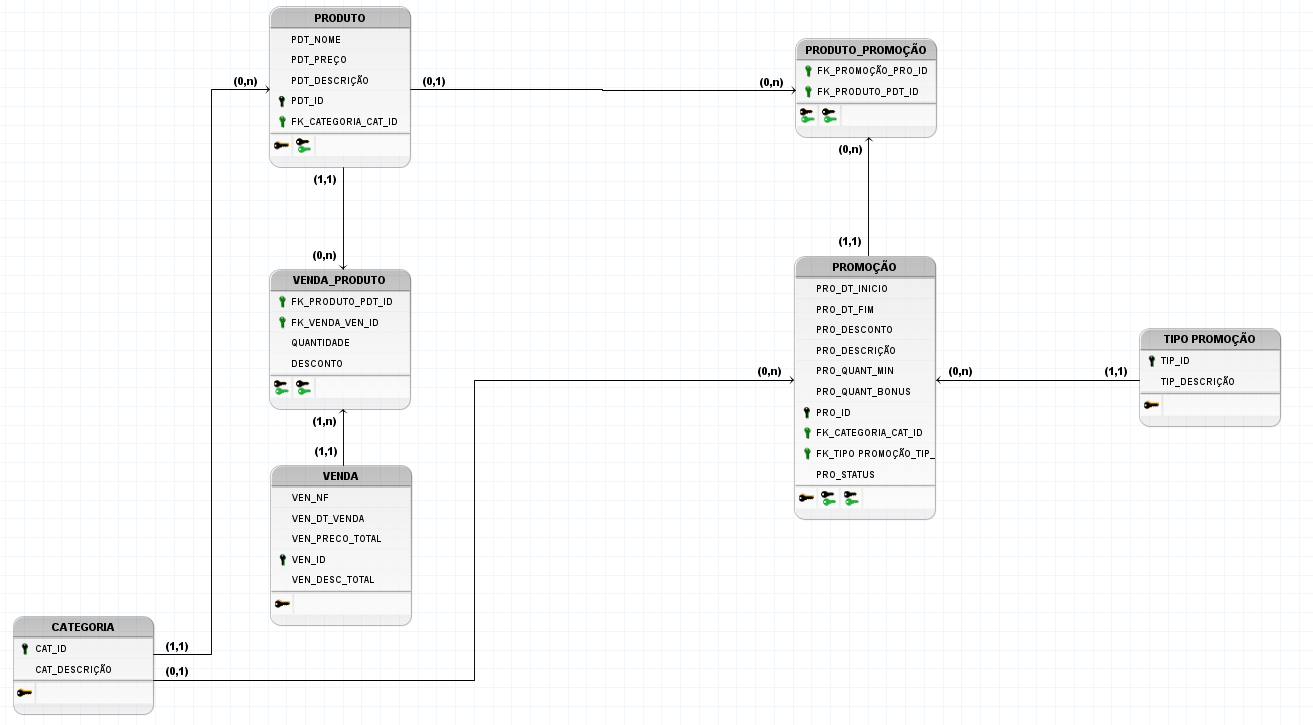 PRODUTO
PDT_NOME
PDT_PREÇO
PDT_DESCRIÇÃO
PDT_ID
FK_CATEGORIA_CAT_ID
(0,n)
(0,1)
(0,n)
PRODUTO_PROMOÇÃO
FK_PROMOÇÃO_PRO_ID
FK_PRODUTO_PDT_ID
(1,1)
(0,n)
(0,n)
(1,1)
VENDA_PRODUTO
FK_PRODUTO_PDT_ID
FK_VENDA_VEN_ID
QUANTIDADE
DESCONTO
PROMOÇÃO
PRO_DT_INICIO
PRO_DT_FIM
PRO_DESCONTO
PRO_DESCRIÇÃO
PRO_QUANT_MIN
PRO_QUANT_BONUS
PRO_ID
FK_CATEGORIA_CAT_ID
FK_TIPO PROMOÇÃO_TIP_
PRO_STATUS
(0,n)
(0,n)
(1,1)
TIPO PROMOÇÃO
TIP_ID
TIP_DESCRIÇÃO
(1,n)
(1,1)
VENDA
VEN_NF
VEN_DT_VENDA
VEN_PRECO_TOTAL
VEN_ID
VEN_DESC_TOTAL
CATEGORIA
CAT_ID
CAT_DESCRIÇÃO
(1,1)
(0,1)